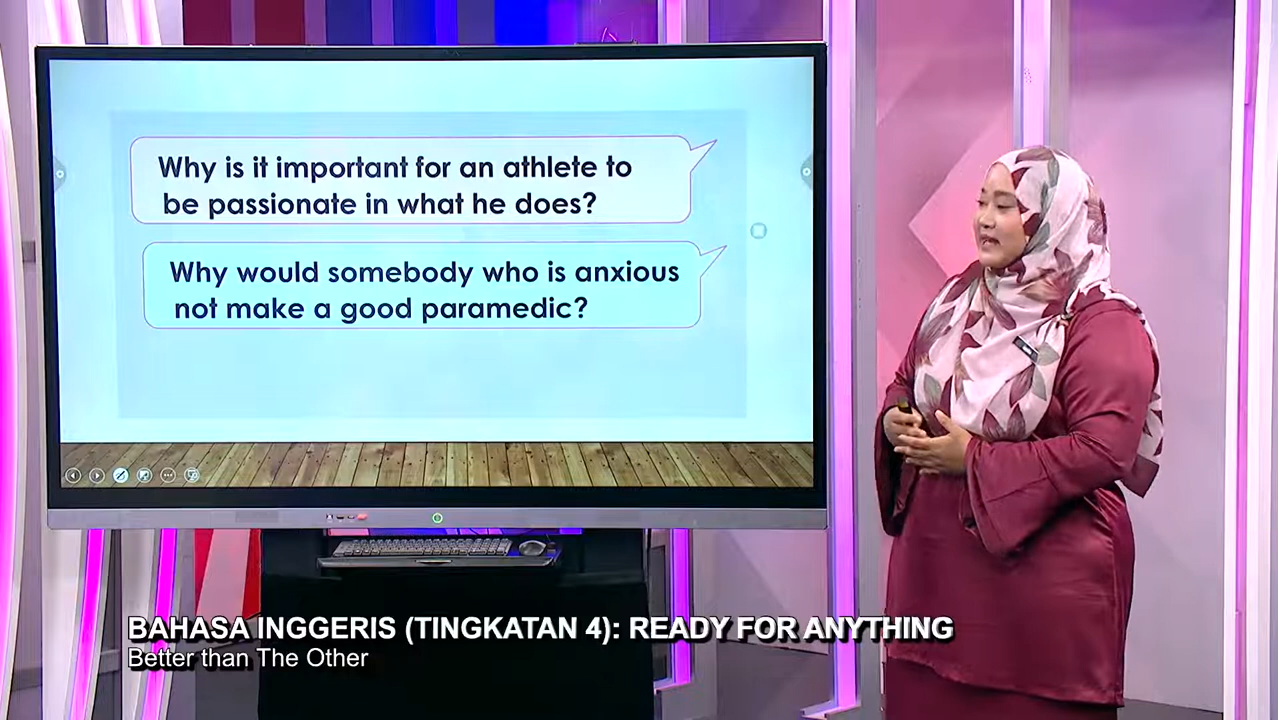 Why is it important for an athlete to
be passionate in what he does?
Why would somebody who is anxious
not make a good paramedic?
BAHASA INGGERIS (TINGKATAN 4): READY FOR ANYTHING
Better than The Other